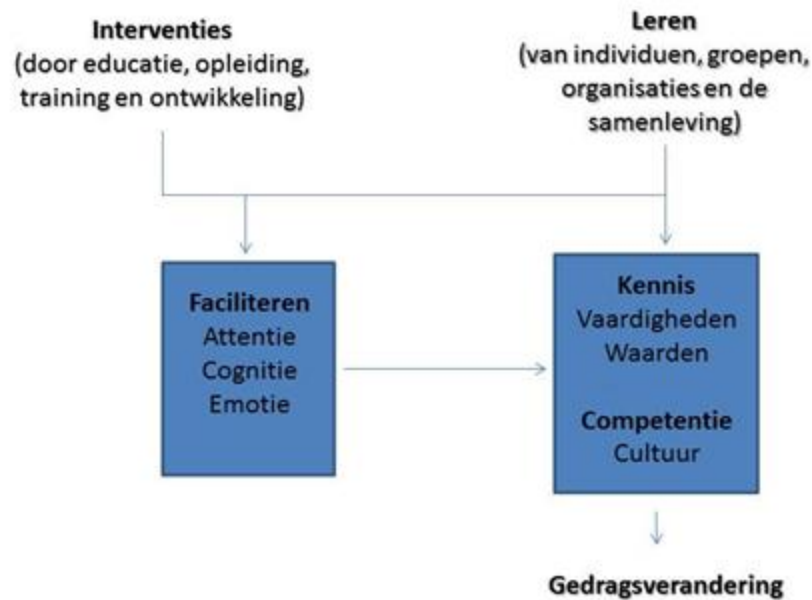 Interventies
(door educatie, opleiding,
training en ontwikkeling)
Leren
(van individuen, groepen,
organisaties en de
samenleving)
Faciliteren
Attentie
Cognitie
Emotie
Kennis
Vaardigheden
Waarden
Competentie
Cultuur
Gedragsverandering